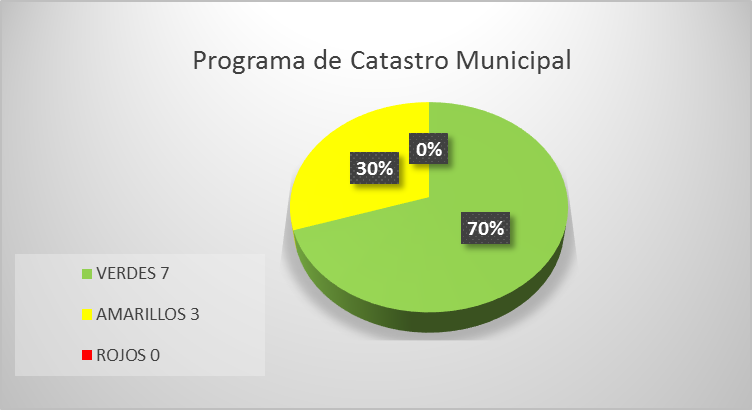 Programa de Catastro Municipal
0%
30%
70%
VERDES 7
AMARILLOS 3
ROJOS 0